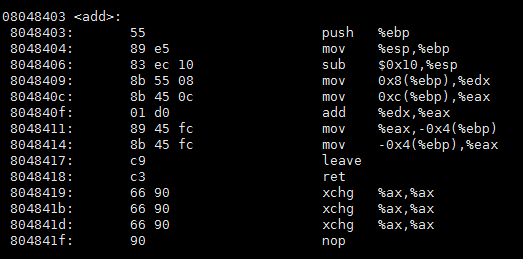 08048403 <add>:
 8048403:	55                   	push   %ebp
 8048404:	89 e5                	mov    %esp,%ebp
 8048406:	83 ec 10             	sub    $0x10,%esp
 8048409:	8b 55 08             	mov    0x8(%ebp),%edx
 804840c:	8b 45 0c             	mov    0xc(%ebp),%eax
 804840f:	01 d0                	add    %edx,%eax
 8048411:	89 45 fc             	mov    %eax,-0x4(%ebp)
 8048414:	8b 45 fc             	mov    -0x4(%ebp),%eax
 8048417:	c9                   	leave
 8048418:	c3                   	ret
 8048419:	66 90                	xchg   %ax,%ax
 804841b:	66 90                	xchg   %ax,%ax
 804841d:	66 90                	xchg   %ax,%ax
 804841f:	90                   	nop